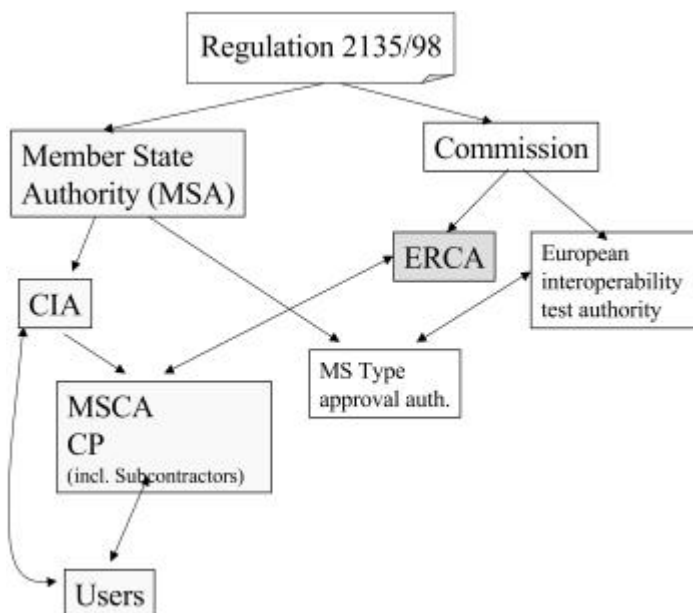 Regulation 2135/98
Member State
Authority (MSA)
Commission
ERCA
European
interoperability
test authority
CIA
MS Type
approval auth.
MSCA
CP
(incl. Subcontractors)
Users